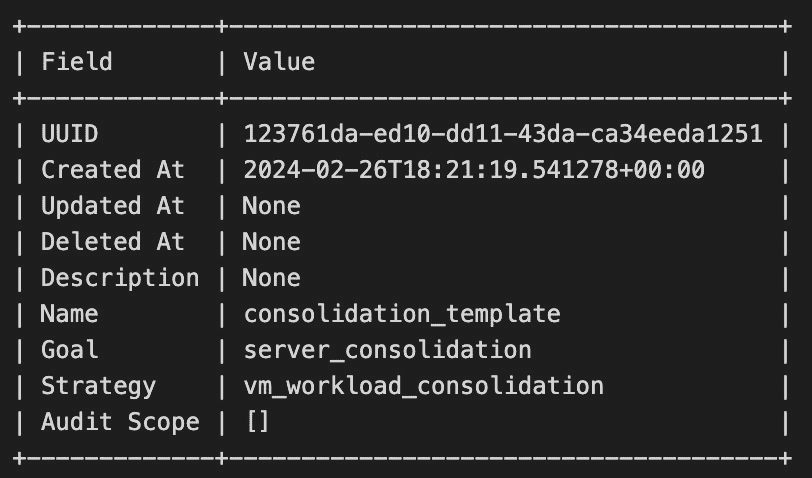 +-------------+--------------------------------------+
| Field       | Value                                |
+-------------+--------------------------------------+
| UUID        | 123761da-ed10-dd11-43da-ca34eeda1251 |
| Created At  | 2024-02-26T18:21:19.541278+00:00     |
| Updated At  | None                                 |
| Deleted At  | None                                 |
| Description | None                                 |
| Name        | consolidation_template               |
| Goal        | server_consolidation                 |
| Strategy    | vm_workload_consolidation            |
| Audit Scope | []                                   |
+-------------+--------------------------------------+